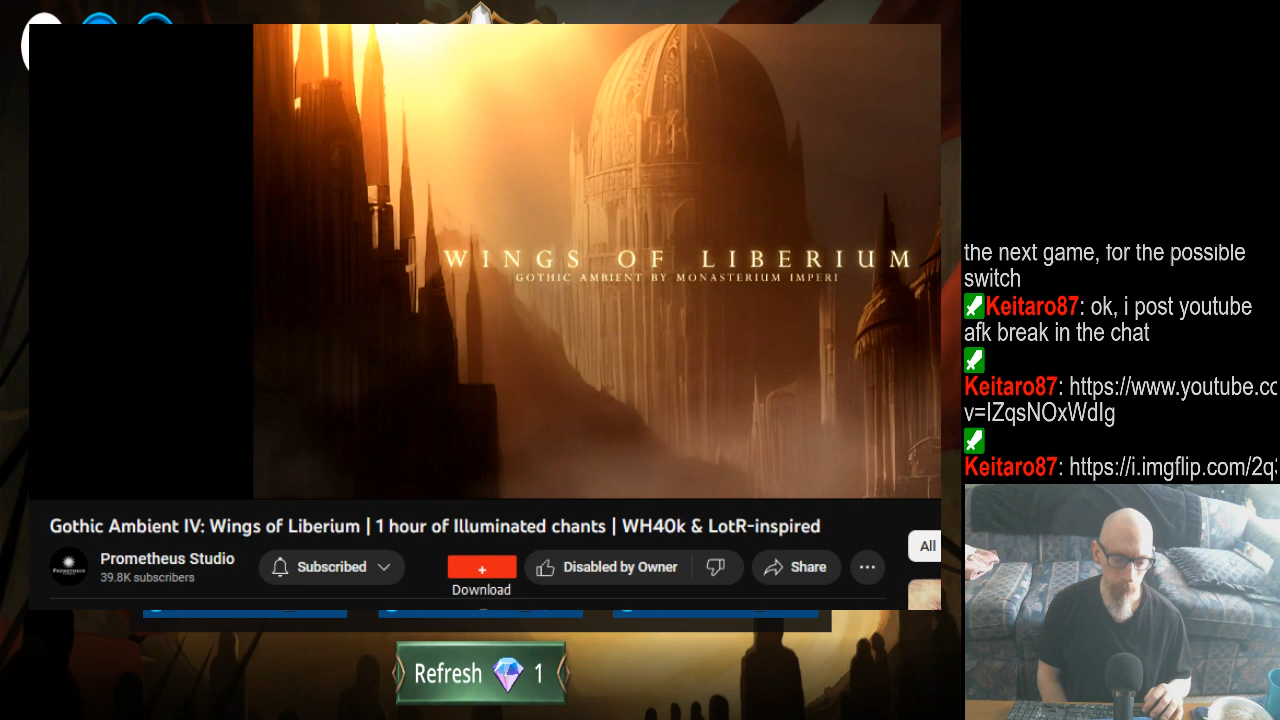 WINGS OF LIBERIUM
GOTHIC AMBIENT BY MONASTERIUM IMPERI
Gothic Ambient IV: Wings of Liberium | 1 hour of Illuminated chants | WH40k & LotR-inspired
PROMETHEUS
Prometheus Studio
39.8K subscribers
Subscribed
+
Download
Disabled by Owner
Share
All
Refresh 1
the next game, for the possible
switch
Keitaro87: ok, i post youtube
afk break in the chat
Keitaro87: https://www.youtube.co
v=IZqsNOxWdIg
Keitaro87: https://i.imgflip.com/2q